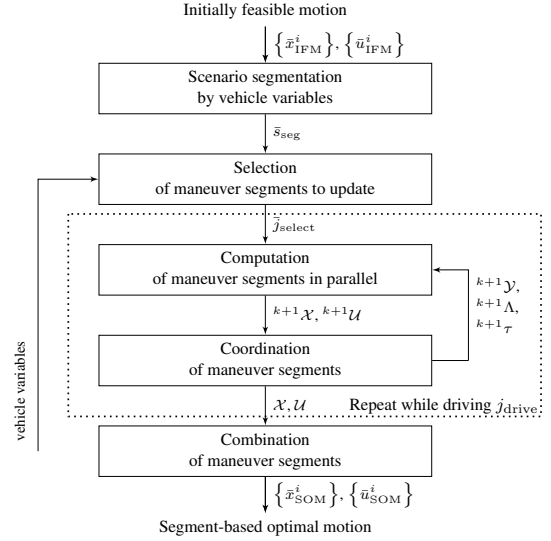 Initially feasible motion
{x̄ⁱ_IFM}, {ūⁱ_IFM}
Scenario segmentation
by vehicle variables
s̄_seg
Selection
of maneuver segments to update
j̄_select
Computation
of maneuver segments in parallel
ᵏ⁺¹𝒳, ᵏ⁺¹𝒰
ᵏ⁺¹𝒴,
ᵏ⁺¹Λ,
ᵏ⁺¹τ
Coordination
of maneuver segments
𝒳, 𝒰
Repeat while driving j_drive
vehicle variables
Combination
of maneuver segments
{x̄ⁱ_SOM}, {ūⁱ_SOM}
Segment-based optimal motion